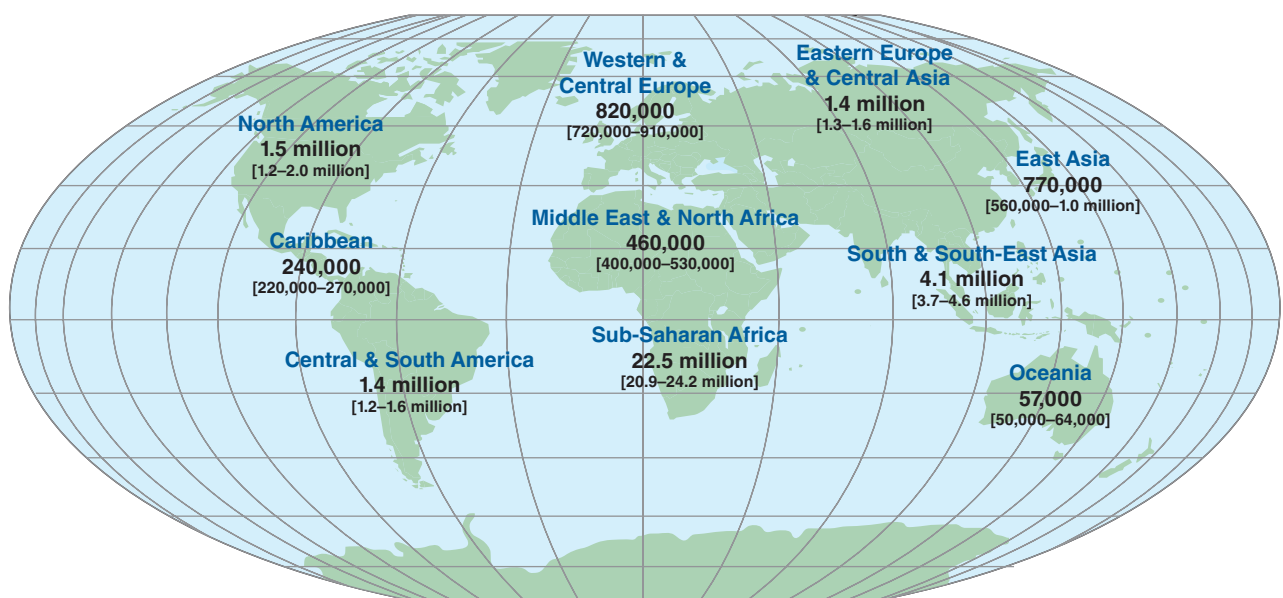 Western &
Central Europe
820,000
[720,000–910,000]
Eastern Europe
& Central Asia
1.4 million
[1.3–1.6 million]
North America
1.5 million
[1.2–2.0 million]
East Asia
770,000
[560,000–1.0 million]
Middle East & North Africa
460,000
[400,000–530,000]
Caribbean
240,000
[220,000–270,000]
South & South-East Asia
4.1 million
[3.7–4.6 million]
Sub-Saharan Africa
22.5 million
[20.9–24.2 million]
Central & South America
1.4 million
[1.2–1.6 million]
Oceania
57,000
[50,000–64,000]